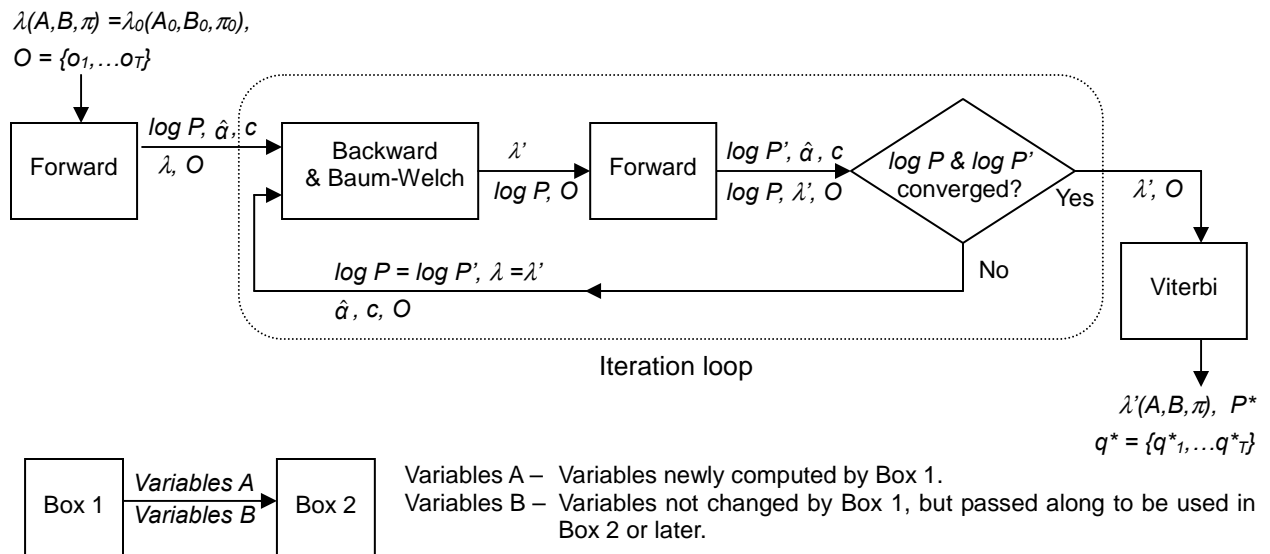 λ(A,B,π) =λ₀(A₀,B₀,π₀),
O = {o₁,…o_T}
Forward
log P, α̂, c
λ, O
Backward
& Baum-Welch
λ’
log P, O
Forward
log P’, α̂, c
log P, λ’, O
log P & log P’
converged?
Yes
No
λ’, O
log P = log P’, λ =λ’
α̂, c, O
Viterbi
Iteration loop
λ’(A,B,π), P*
q* = {q*₁,…q*_T}
Box 1
Variables A
Variables B
Box 2
Variables A – Variables newly computed by Box 1.
Variables B – Variables not changed by Box 1, but passed along to be used in
Box 2 or later.